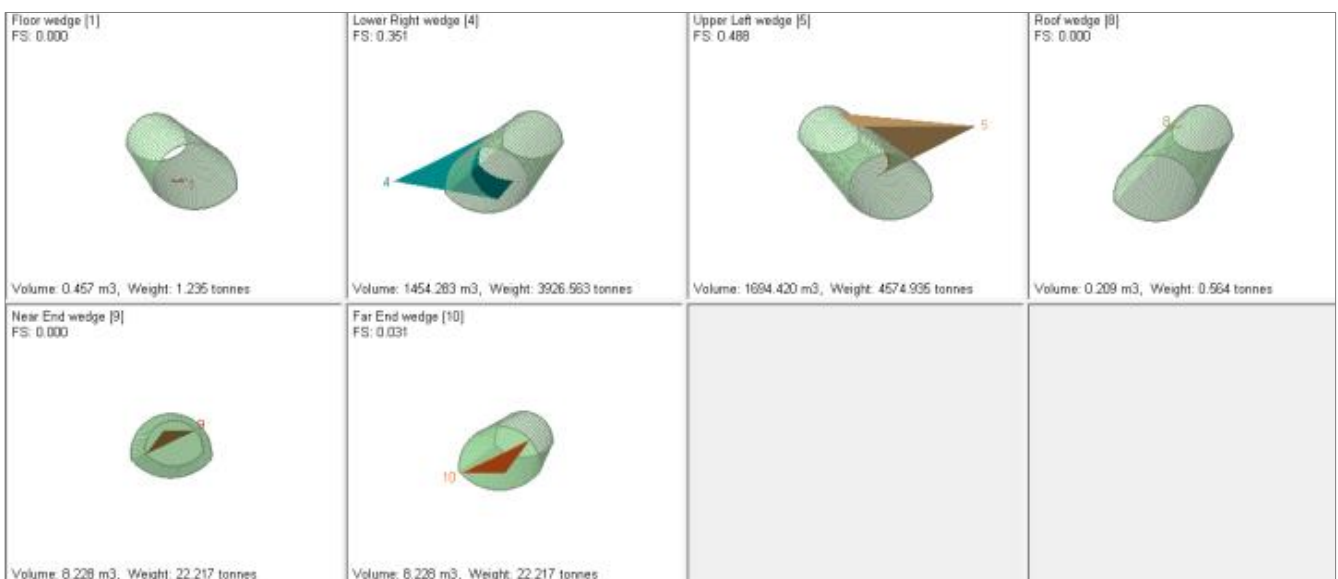 Floor wedge [1]
FS: 0.000
1
Volume: 0.457 m3, Weight: 1.235 tonnes
Lower Right wedge [4]
FS: 0.351
4
Volume: 1454.283 m3, Weight: 3926.563 tonnes
Upper Left wedge [5]
FS: 0.488
5
Volume: 1694.420 m3, Weight: 4574.935 tonnes
Roof wedge [8]
FS: 0.000
8
Volume: 0.209 m3, Weight: 0.564 tonnes
Near End wedge [9]
FS: 0.000
9
Volume: 8.228 m3, Weight: 22.217 tonnes
Far End wedge [10]
FS: 0.031
10
Volume: 8.228 m3, Weight: 22.217 tonnes